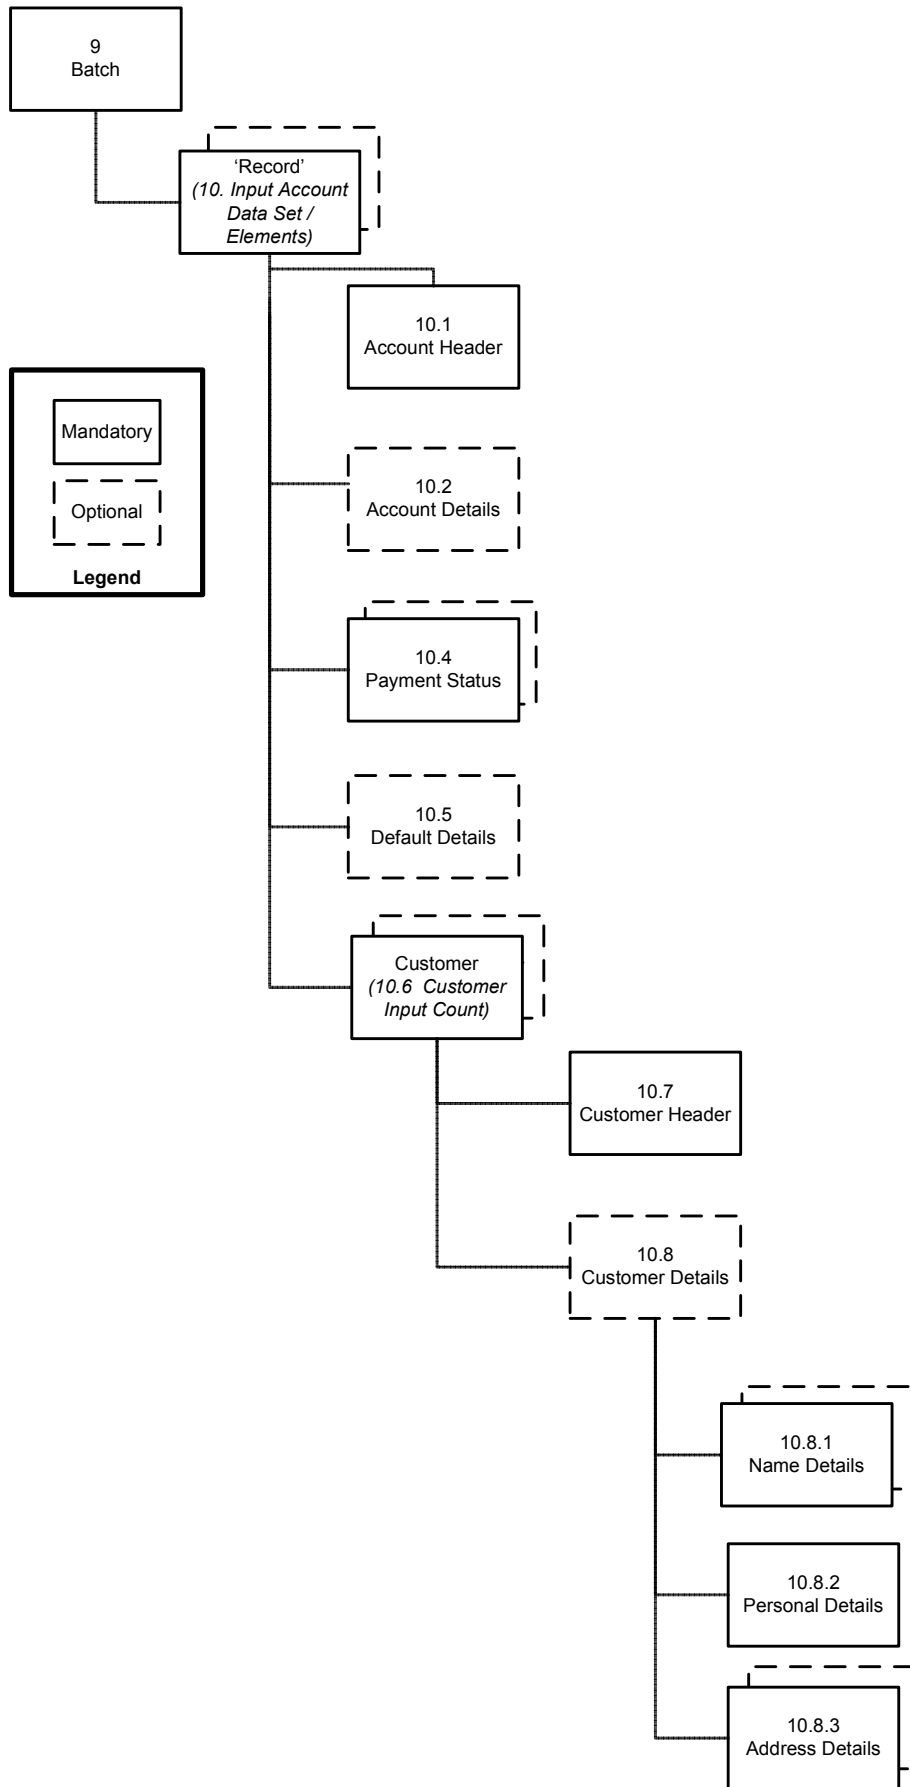 9
Batch
‘Record’
(10. Input Account
Data Set /
Elements)
10.1
Account Header
Mandatory
Optional
Legend
10.2
Account Details
10.4
Payment Status
10.5
Default Details
Customer
(10.6 Customer
Input Count)
10.7
Customer Header
10.8
Customer Details
10.8.1
Name Details
10.8.2
Personal Details
10.8.3
Address Details